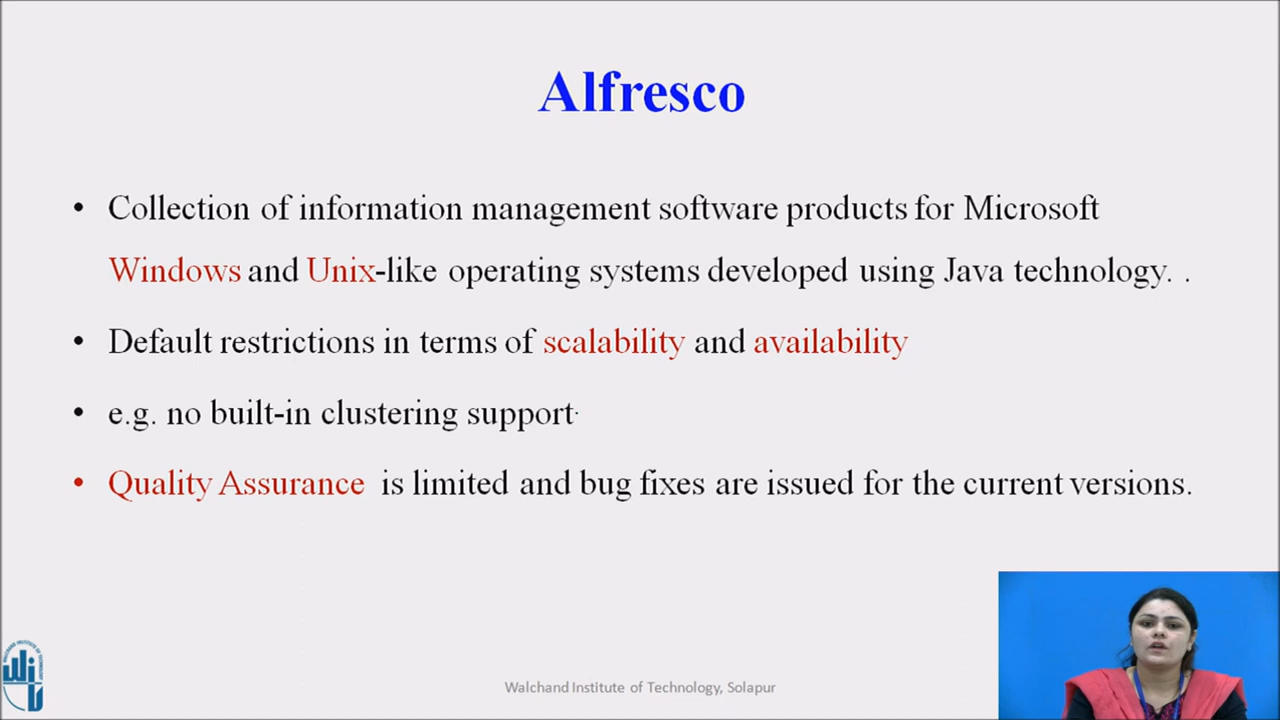 Alfresco
• Collection of information management software products for Microsoft
Windows and Unix-like operating systems developed using Java technology. .
• Default restrictions in terms of scalability and availability
• e.g. no built-in clustering support.
• Quality Assurance is limited and bug fixes are issued for the current versions.
Walchand Institute of Technology, Solapur